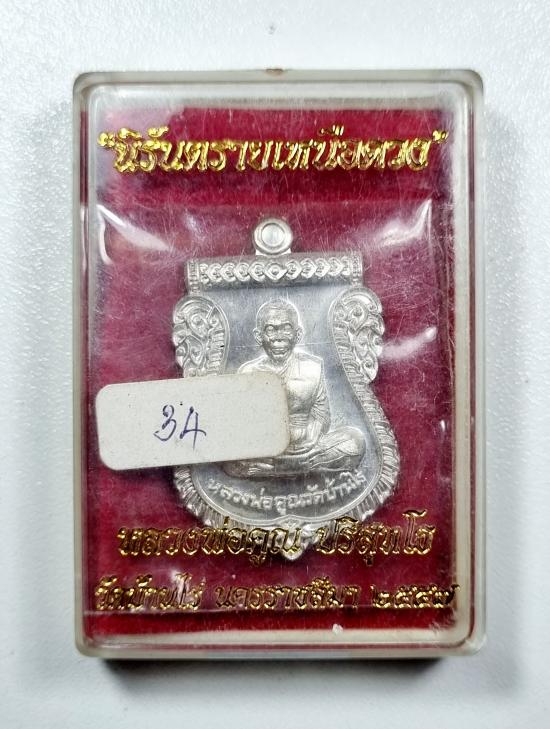 "นิรันตรายเหนือดวง"
34
หลวงพ่อคูณวัดบ้านไร่
หลวงพ่อคูณ ปริสุทโธ
วัดบ้านไร่ นครราชสีมา ๒๕๕๗